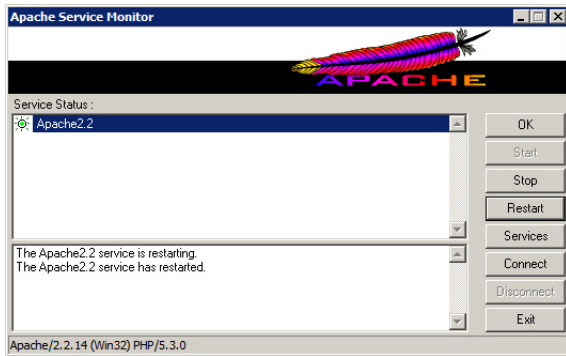 Apache Service Monitor
APACHE
Service Status :
Apache2.2
OK
Start
Stop
Restart
Services
The Apache2.2 service is restarting.
The Apache2.2 service has restarted.
Connect
Disconnect
Exit
Apache/2.2.14 (Win32) PHP/5.3.0